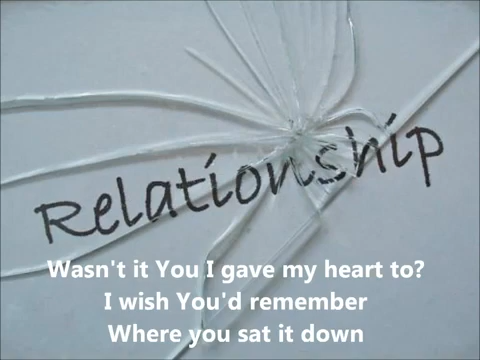 Relationship
Wasn't it You I gave my heart to?
I wish You'd remember
Where you sat it down